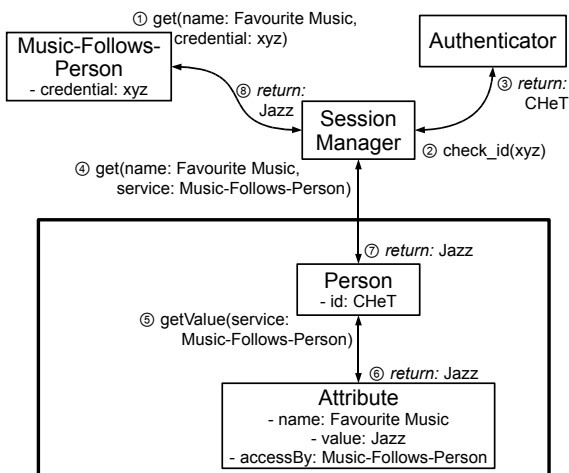 ① get(name: Favourite Music,
credential: xyz)
Music-Follows-
Person
- credential: xyz
Authenticator
⑧ return:
Jazz
③ return:
CHeT
Session
Manager
② check_id(xyz)
④ get(name: Favourite Music,
service: Music-Follows-Person)
⑦ return: Jazz
Person
- id: CHeT
⑤ getValue(service:
Music-Follows-Person)
⑥ return: Jazz
Attribute
- name: Favourite Music
- value: Jazz
- accessBy: Music-Follows-Person